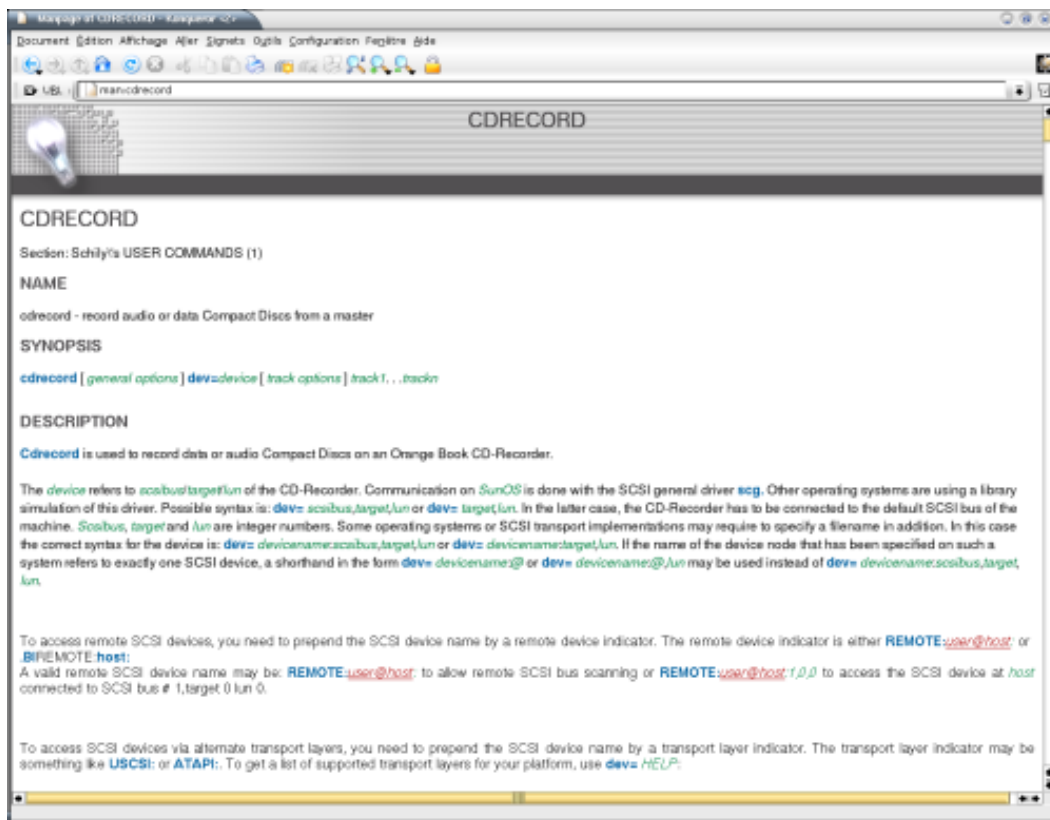 Manpage of CDRECORD - Konqueror <2>
Document Édition Affichage Aller Signets Outils Configuration Fenêtre Aide
URL : man:cdrecord
CDRECORD
CDRECORD
Section: Schily\'s USER COMMANDS (1)
NAME
cdrecord - record audio or data Compact Discs from a master
SYNOPSIS
cdrecord [ general options ] dev=device [ track options ] track1. . .trackn
DESCRIPTION
Cdrecord is used to record data or audio Compact Discs on an Orange Book CD-Recorder.
The device refers to scsibus/target/lun of the CD-Recorder. Communication on SunOS is done with the SCSI general driver scg. Other operating systems are using a library
simulation of this driver. Possible syntax is: dev= scsibus,target,lun or dev= target,lun. In the latter case, the CD-Recorder has to be connected to the default SCSI bus of the
machine. Scsibus, target and lun are integer numbers. Some operating systems or SCSI transport implementations may require to specify a filename in addition. In this case
the correct syntax for the device is: dev= devicename:scsibus,target,lun or dev= devicename:target,lun. If the name of the device node that has been specified on such a
system refers to exactly one SCSI device, a shorthand in the form dev= devicename:@ or dev= devicename:@,lun may be used instead of dev= devicename:scsibus,target,
lun.
To access remote SCSI devices, you need to prepend the SCSI device name by a remote device indicator. The remote device indicator is either REMOTE:user@host: or
.BIREMOTE:host:
A valid remote SCSI device name may be: REMOTE:user@host: to allow remote SCSI bus scanning or REMOTE:user@host:1,0,0 to access the SCSI device at host
connected to SCSI bus # 1,target 0 lun 0.
To access SCSI devices via alternate transport layers, you need to prepend the SCSI device name by a transport layer indicator. The transport layer indicator may be
something like USCSI: or ATAPI:. To get a list of supported transport layers for your platform, use dev= HELP: